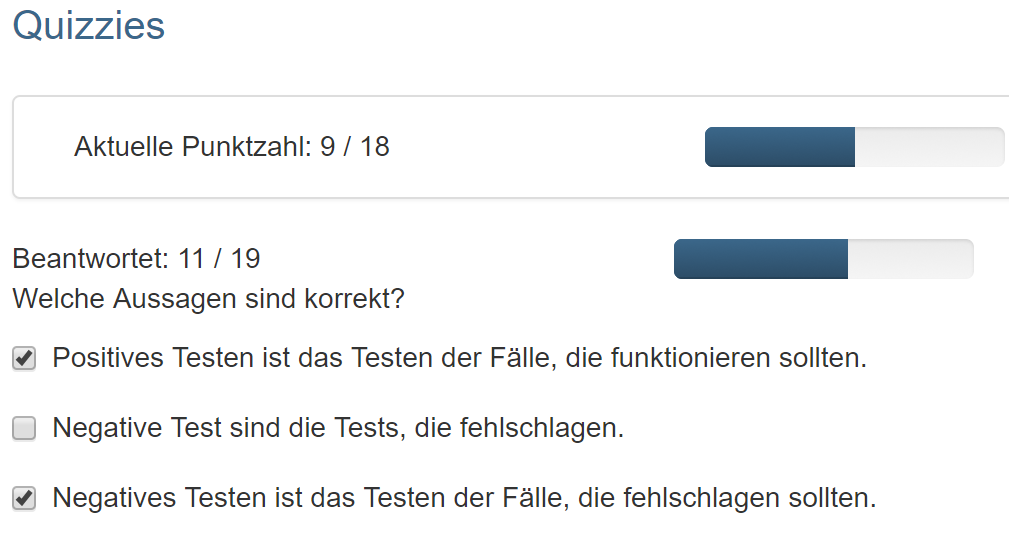 Quizzies
Aktuelle Punktzahl: 9 / 18
Beantwortet: 11 / 19
Welche Aussagen sind korrekt?
Positives Testen ist das Testen der Fälle, die funktionieren sollten.
Negative Test sind die Tests, die fehlschlagen.
Negatives Testen ist das Testen der Fälle, die fehlschlagen sollten.